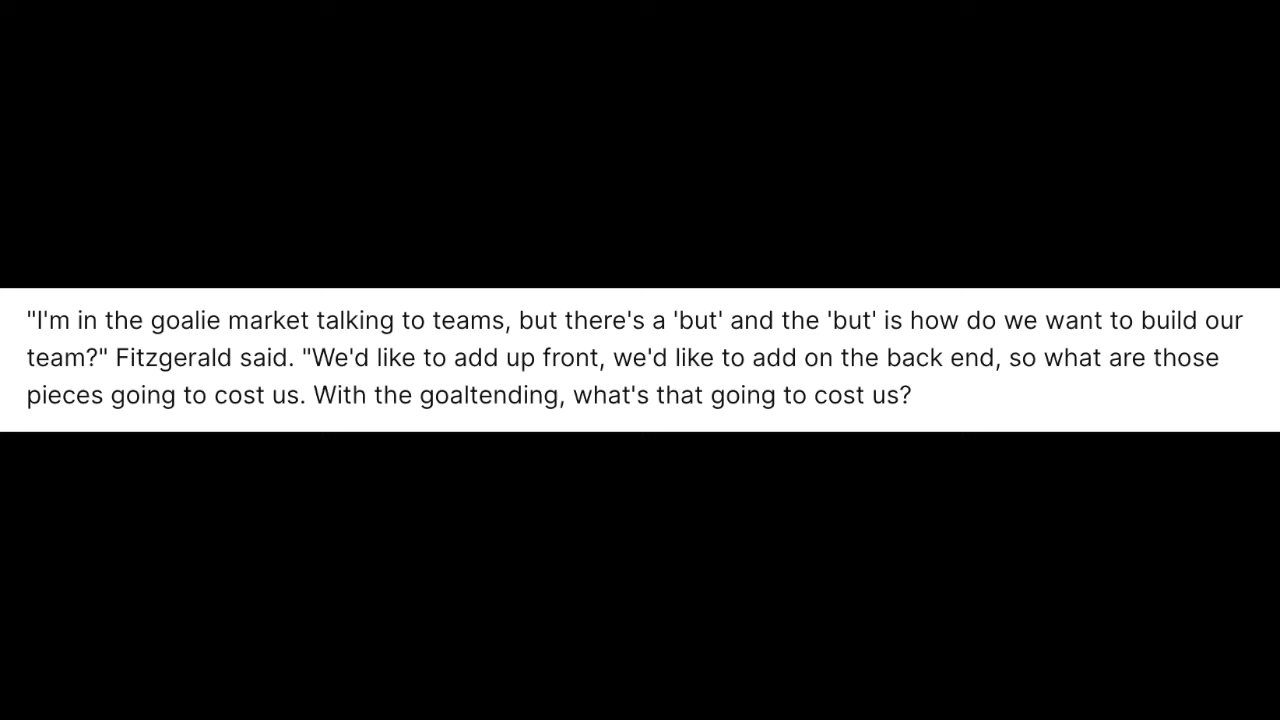 "I'm in the goalie market talking to teams, but there's a 'but' and the 'but' is how do we want to build our
team?" Fitzgerald said. "We'd like to add up front, we'd like to add on the back end, so what are those
pieces going to cost us. With the goaltending, what's that going to cost us?